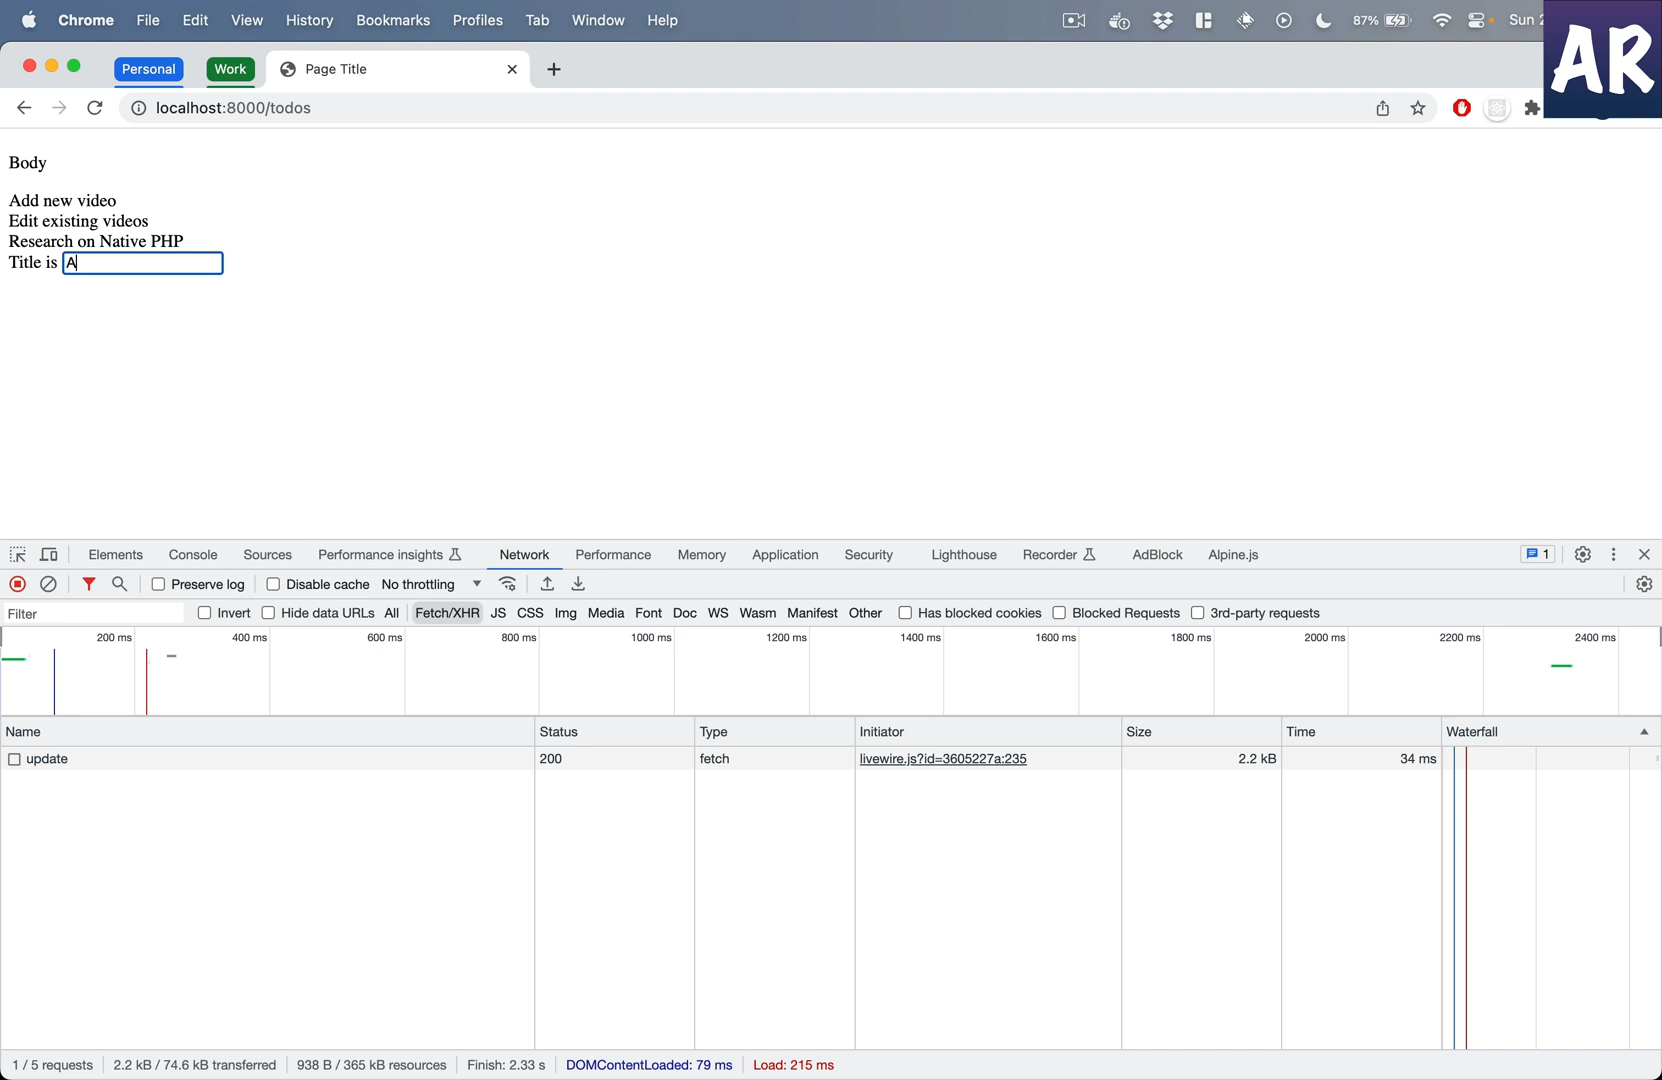 Chrome File Edit View History Bookmarks Profiles Tab Window Help 87% Sun 2
AR
Personal Work Page Title
localhost:8000/todos
Body
Add new video
Edit existing videos
Research on Native PHP
Title is A
Elements Console Sources Performance insights Network Performance Memory Application Security Lighthouse Recorder AdBlock Alpine.js 1
Preserve log Disable cache No throttling
Filter Invert Hide data URLs All Fetch/XHR JS CSS Img Media Font Doc WS Wasm Manifest Other Has blocked cookies Blocked Requests 3rd-party requests
200 ms 400 ms 600 ms 800 ms 1000 ms 1200 ms 1400 ms 1600 ms 1800 ms 2000 ms 2200 ms 2400 ms
Name Status Type Initiator Size Time Waterfall
update 200 fetch livewire.js?id=3605227a:235 2.2 kB 34 ms
1 / 5 requests 2.2 kB / 74.6 kB transferred 938 B / 365 kB resources Finish: 2.33 s DOMContentLoaded: 79 ms Load: 215 ms